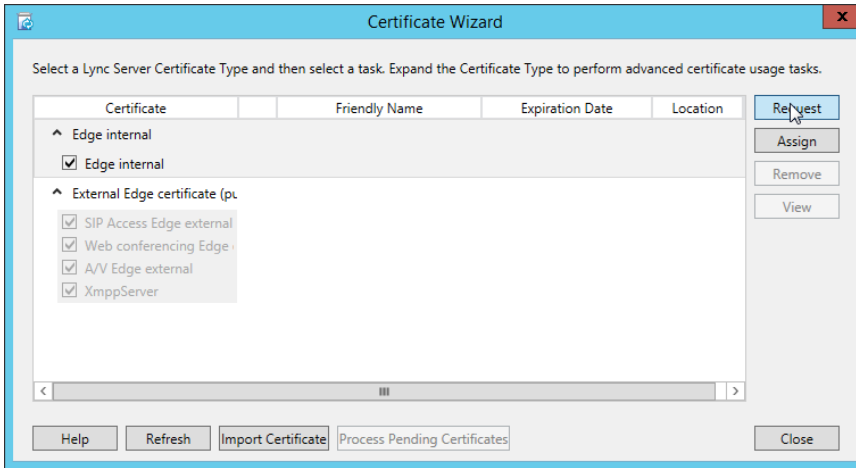 Certificate Wizard
x
Select a Lync Server Certificate Type and then select a task. Expand the Certificate Type to perform advanced certificate usage tasks.
Certificate Friendly Name Expiration Date Location
Edge internal
Edge internal
External Edge certificate (pu
SIP Access Edge external
Web conferencing Edge
A/V Edge external
XmppServer
Request
Assign
Remove
View
Help Refresh Import Certificate Process Pending Certificates Close